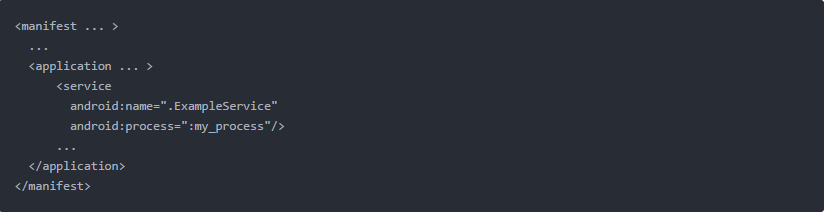 <manifest ... >
...
<application ... >
<service
android:name=".ExampleService"
android:process=":my_process"/>
...
</application>
</manifest>